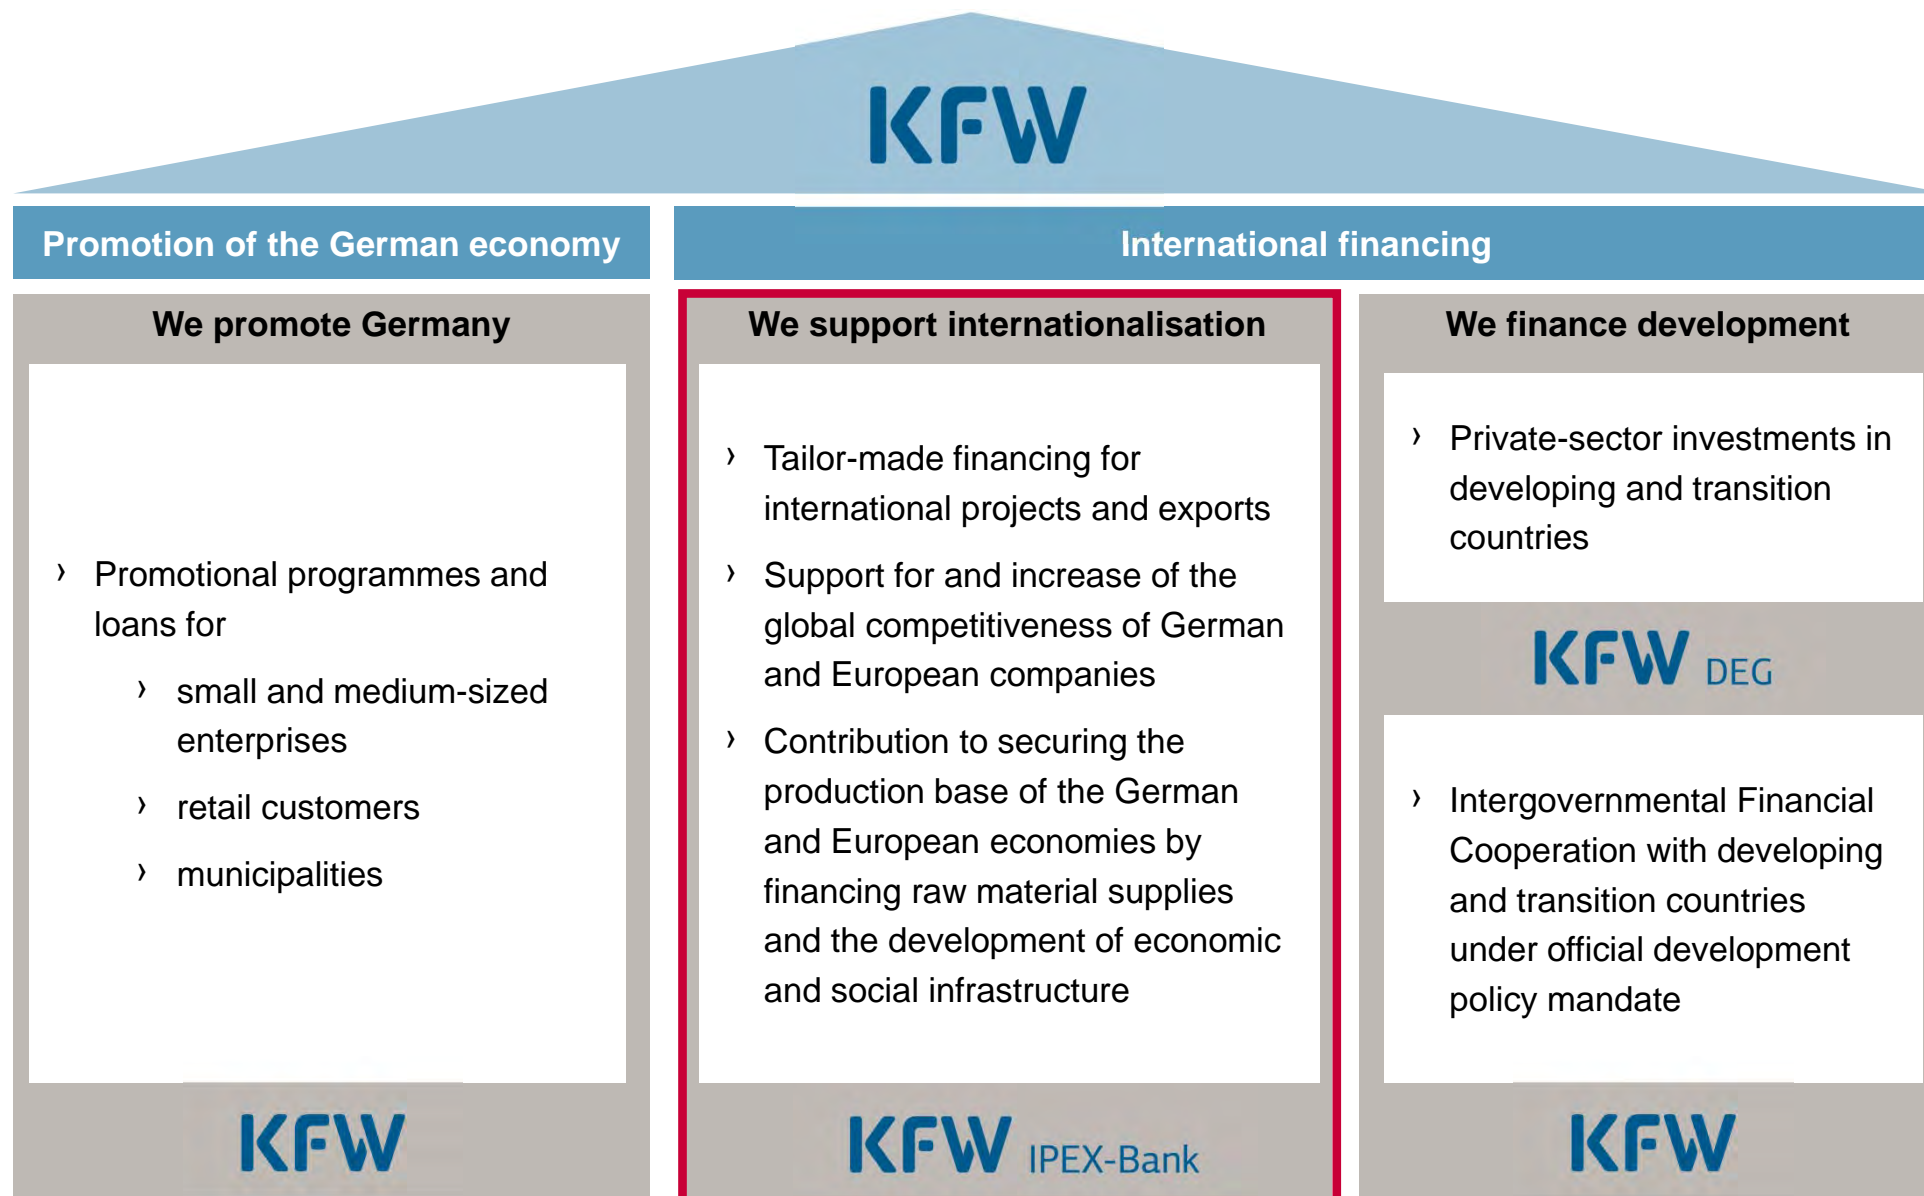 KFW
Promotion of the German economy
International financing
We promote Germany
› Promotional programmes and
loans for
› small and medium-sized
enterprises
› retail customers
› municipalities
KFW
We support internationalisation
› Tailor-made financing for
international projects and exports
› Support for and increase of the
global competitiveness of German
and European companies
› Contribution to securing the
production base of the German
and European economies by
financing raw material supplies
and the development of economic
and social infrastructure
KFW IPEX-Bank
We finance development
› Private-sector investments in
developing and transition
countries
KFW DEG
› Intergovernmental Financial
Cooperation with developing
and transition countries
under official development
policy mandate
KFW